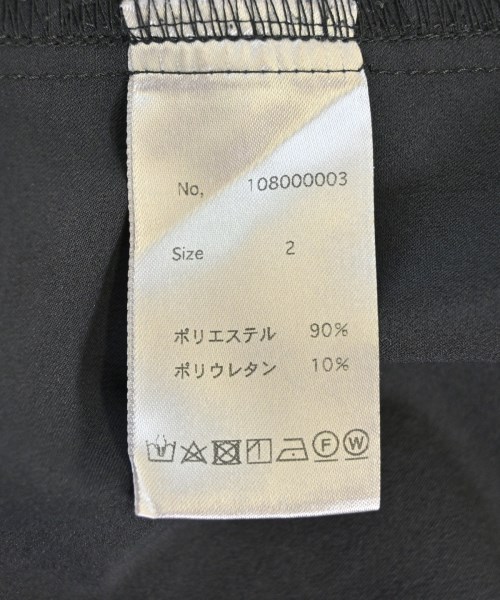 No, 108000003
Size 2
ポリエステル 90%
ポリウレタン 10%
F W